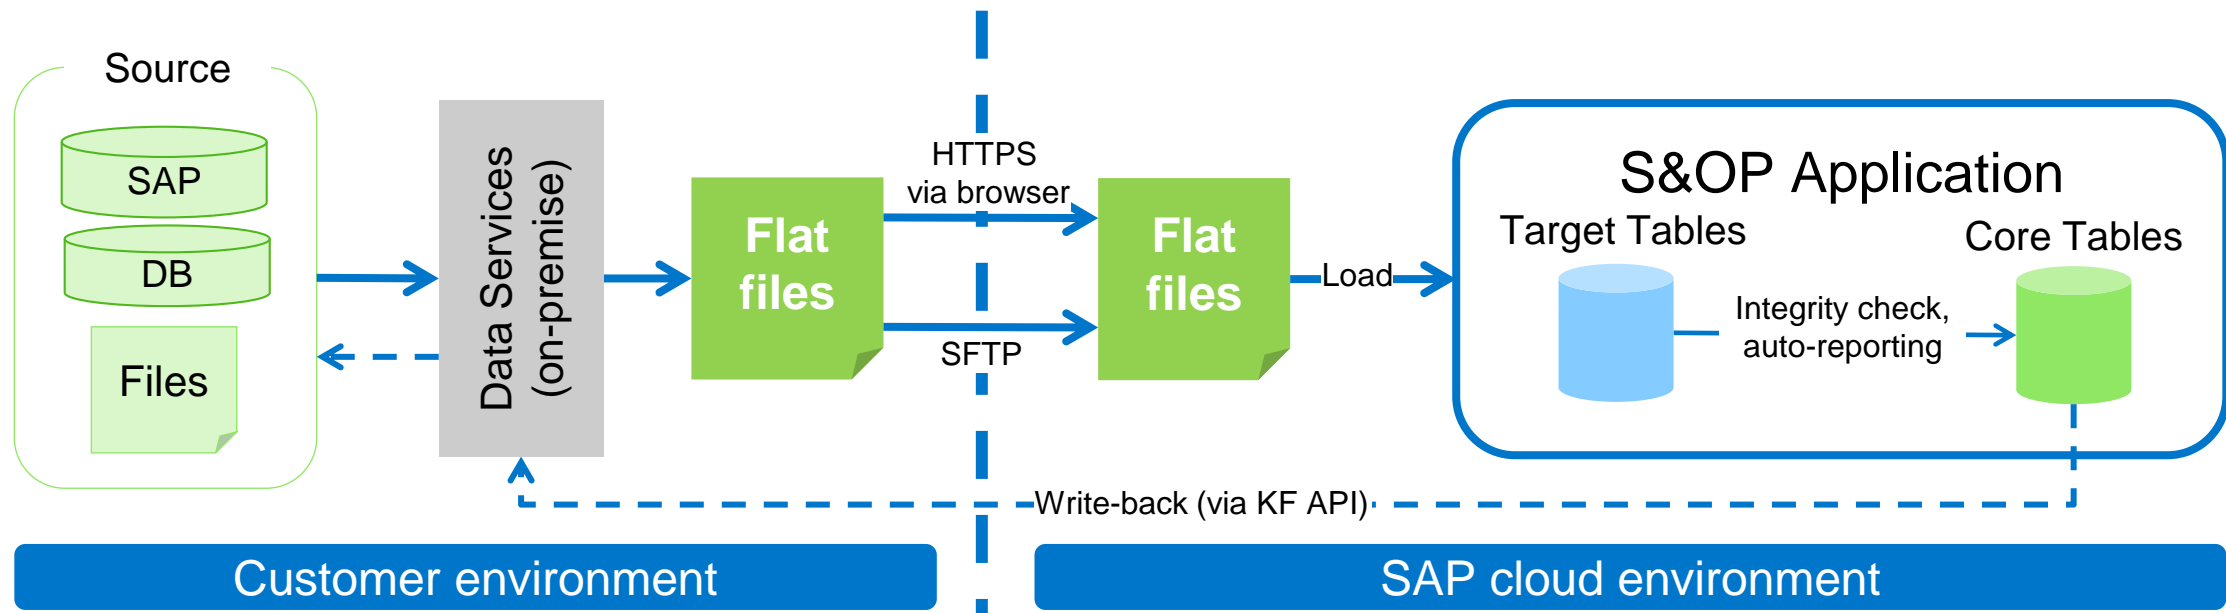 Source
SAP
DB
Files
Data Services
(on-premise)
Flat
files
HTTPS
via browser
SFTP
Flat
files
Load
S&OP Application
Target Tables
Core Tables
Integrity check,
auto-reporting
Write-back (via KF API)
Customer environment
SAP cloud environment